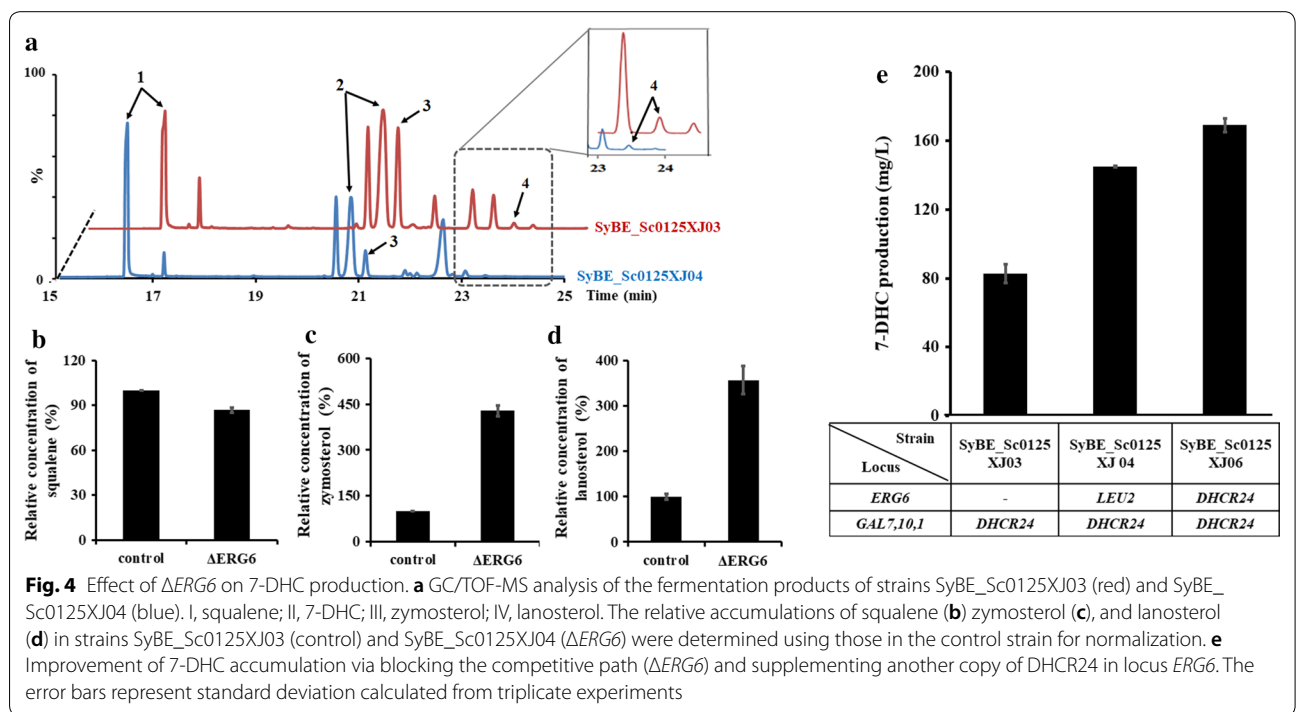 a
100
%
0
1
2
3
4
3
4
23
24
SyBE_Sc0125XJ03
SyBE_Sc0125XJ04
15
17
19
21
23
25
Time (min)
b
Relative concentration of squalene (%)
120
90
60
30
0
control
ΔERG6
c
Relative concentration of zymosterol (%)
600
450
300
150
0
control
ΔERG6
d
Relative concentration of lanosterol (%)
400
300
200
100
0
control
ΔERG6
e
7-DHC production (mg/L)
200
160
120
80
40
0
Strain
Locus
SyBE_Sc0125 XJ03
SyBE_Sc0125 XJ 04
SyBE_Sc0125 XJ06
ERG6
-
LEU2
DHCR24
GAL7,10,1
DHCR24
DHCR24
DHCR24
Fig. 4 Effect of ΔERG6 on 7-DHC production. a GC/TOF-MS analysis of the fermentation products of strains SyBE_Sc0125XJ03 (red) and SyBE_
Sc0125XJ04 (blue). I, squalene; II, 7-DHC; III, zymosterol; IV, lanosterol. The relative accumulations of squalene (b) zymosterol (c), and lanosterol
(d) in strains SyBE_Sc0125XJ03 (control) and SyBE_Sc0125XJ04 (ΔERG6) were determined using those in the control strain for normalization. e
Improvement of 7-DHC accumulation via blocking the competitive path (ΔERG6) and supplementing another copy of DHCR24 in locus ERG6. The
error bars represent standard deviation calculated from triplicate experiments